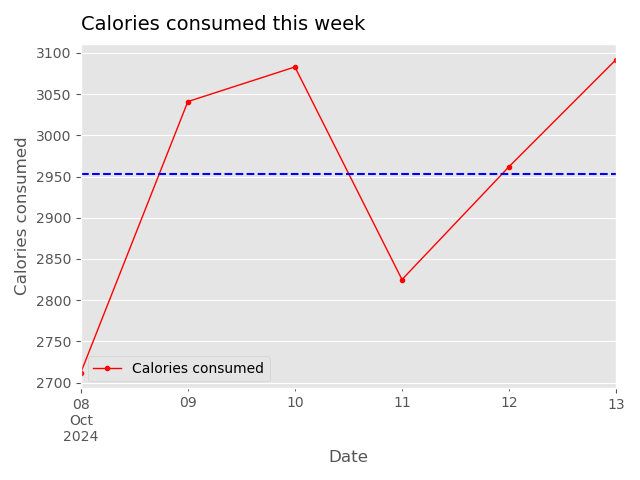 Calories consumed this week
3100
3050
3000
2950
2900
2850
2800
2750
2700
Calories consumed
Calories consumed
08 09 10 11 12 13
Oct
2024
Date